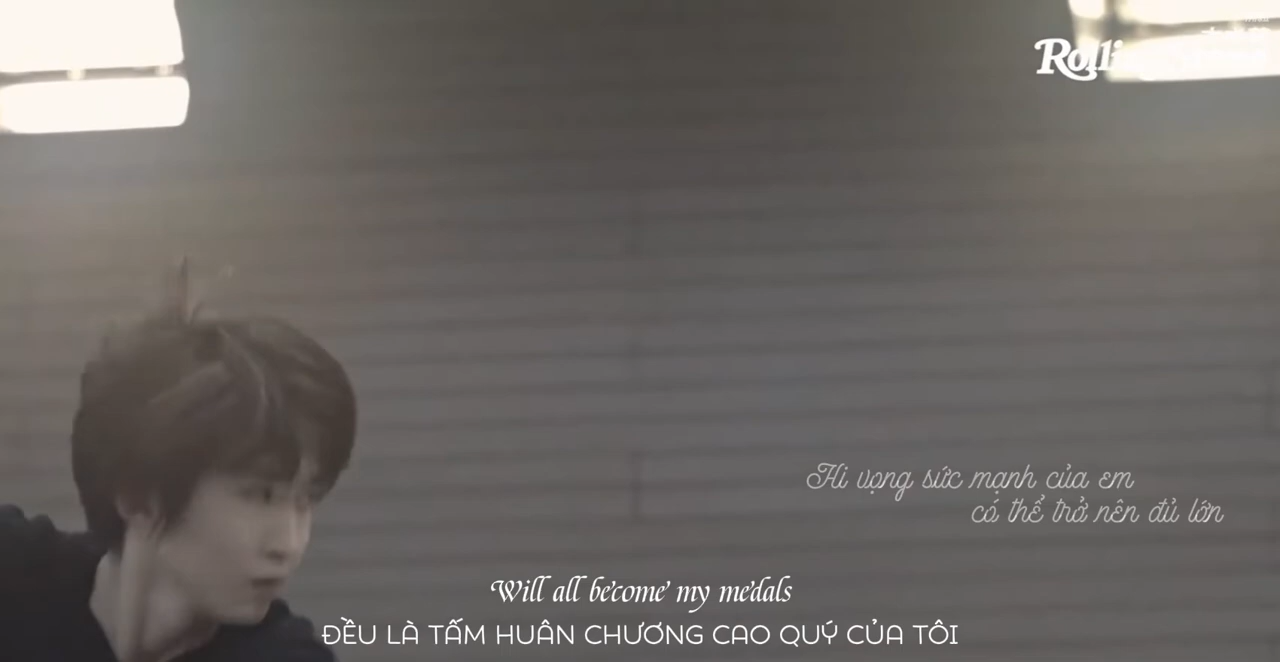 Rolling
Hi vọng sức mạnh của em
có thể trở nên đủ lớn
Will all become my medals
ĐỀU LÀ TẤM HUÂN CHƯƠNG CAO QUÝ CỦA TÔI